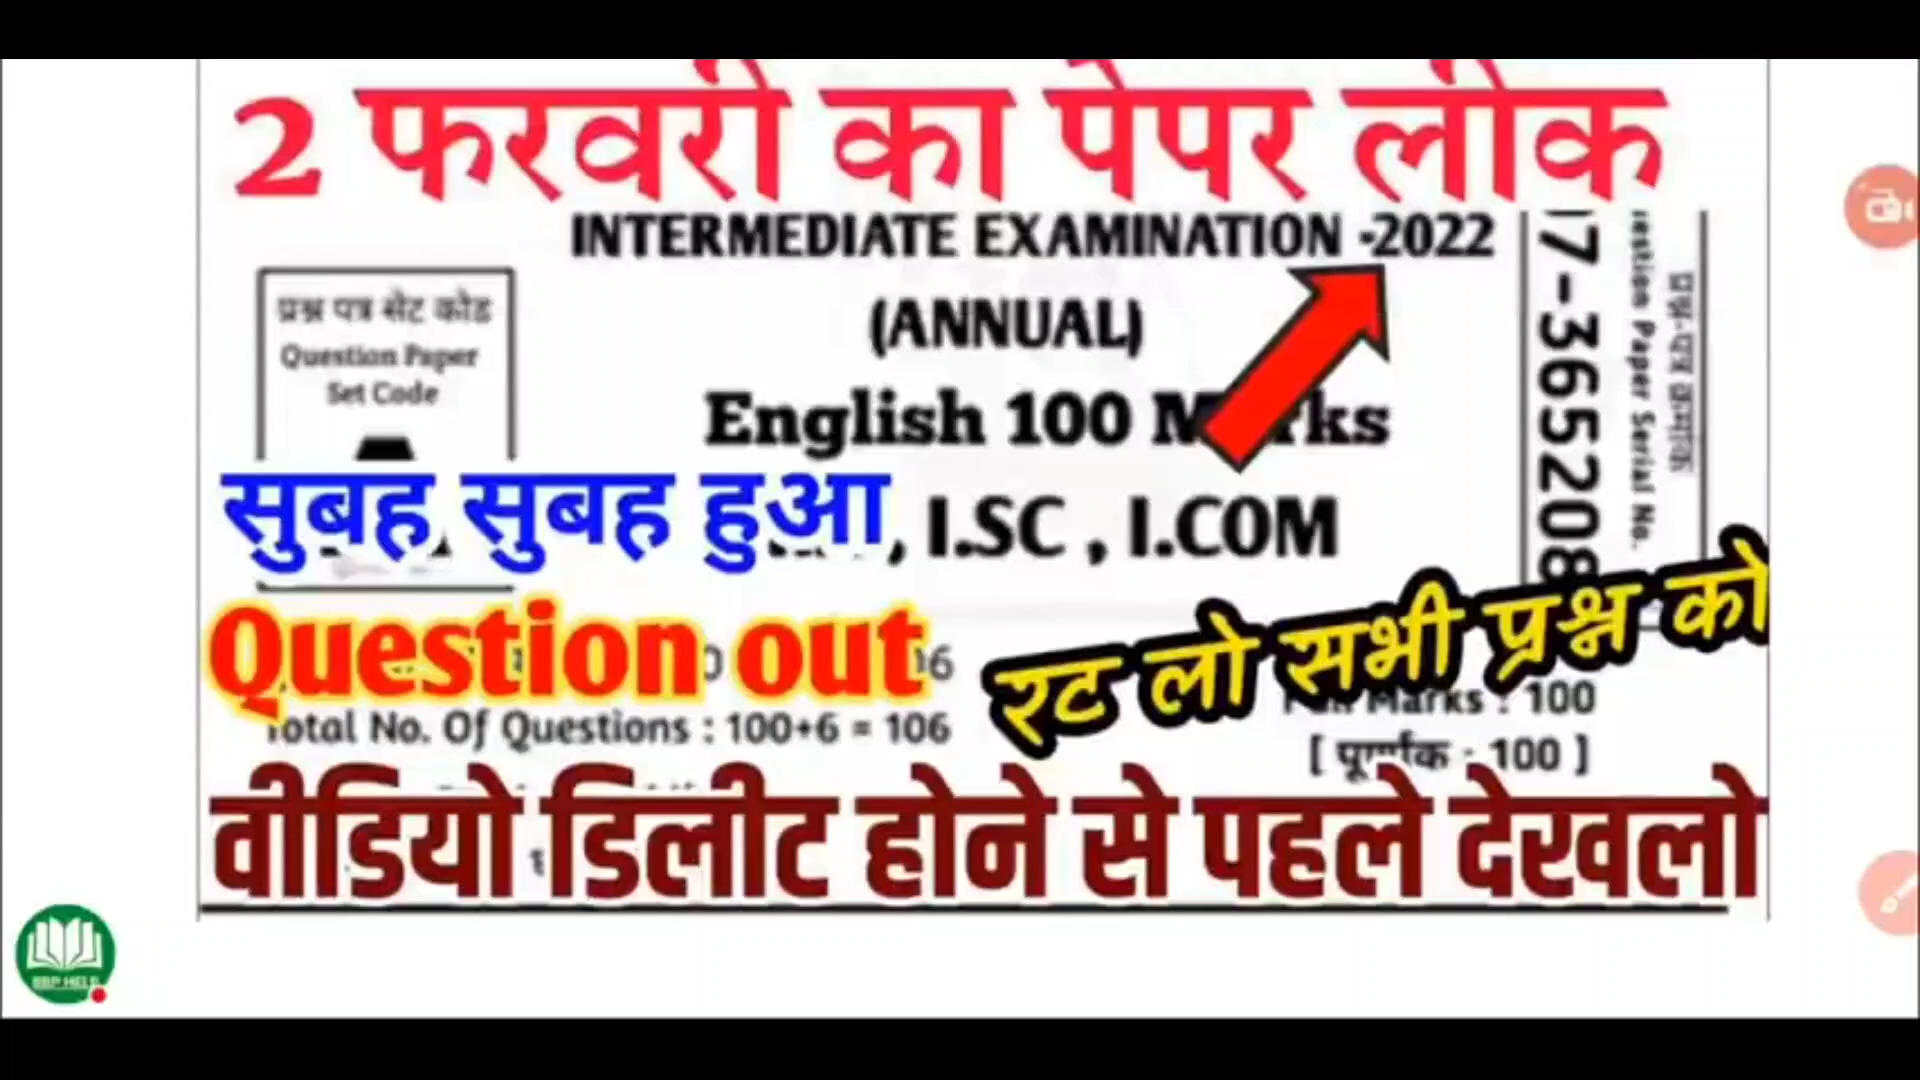 2 फरवरी का पेपर लीक
INTERMEDIATE EXAMINATION -2022
(ANNUAL)
प्रश्न पत्र सेट कोड
Question Paper
Set Code
English 100 Marks
सुबह सुबह हुआ , I.SC , I.COM
Question out
रट लो सभी प्रश्न को
Total No. Of Questions : 100+6 = 106
Full Marks : 100
[ पूर्णांक : 100 ]
वीडियो डिलीट होने से पहले देखलो
7-365208
Question Paper Serial No.